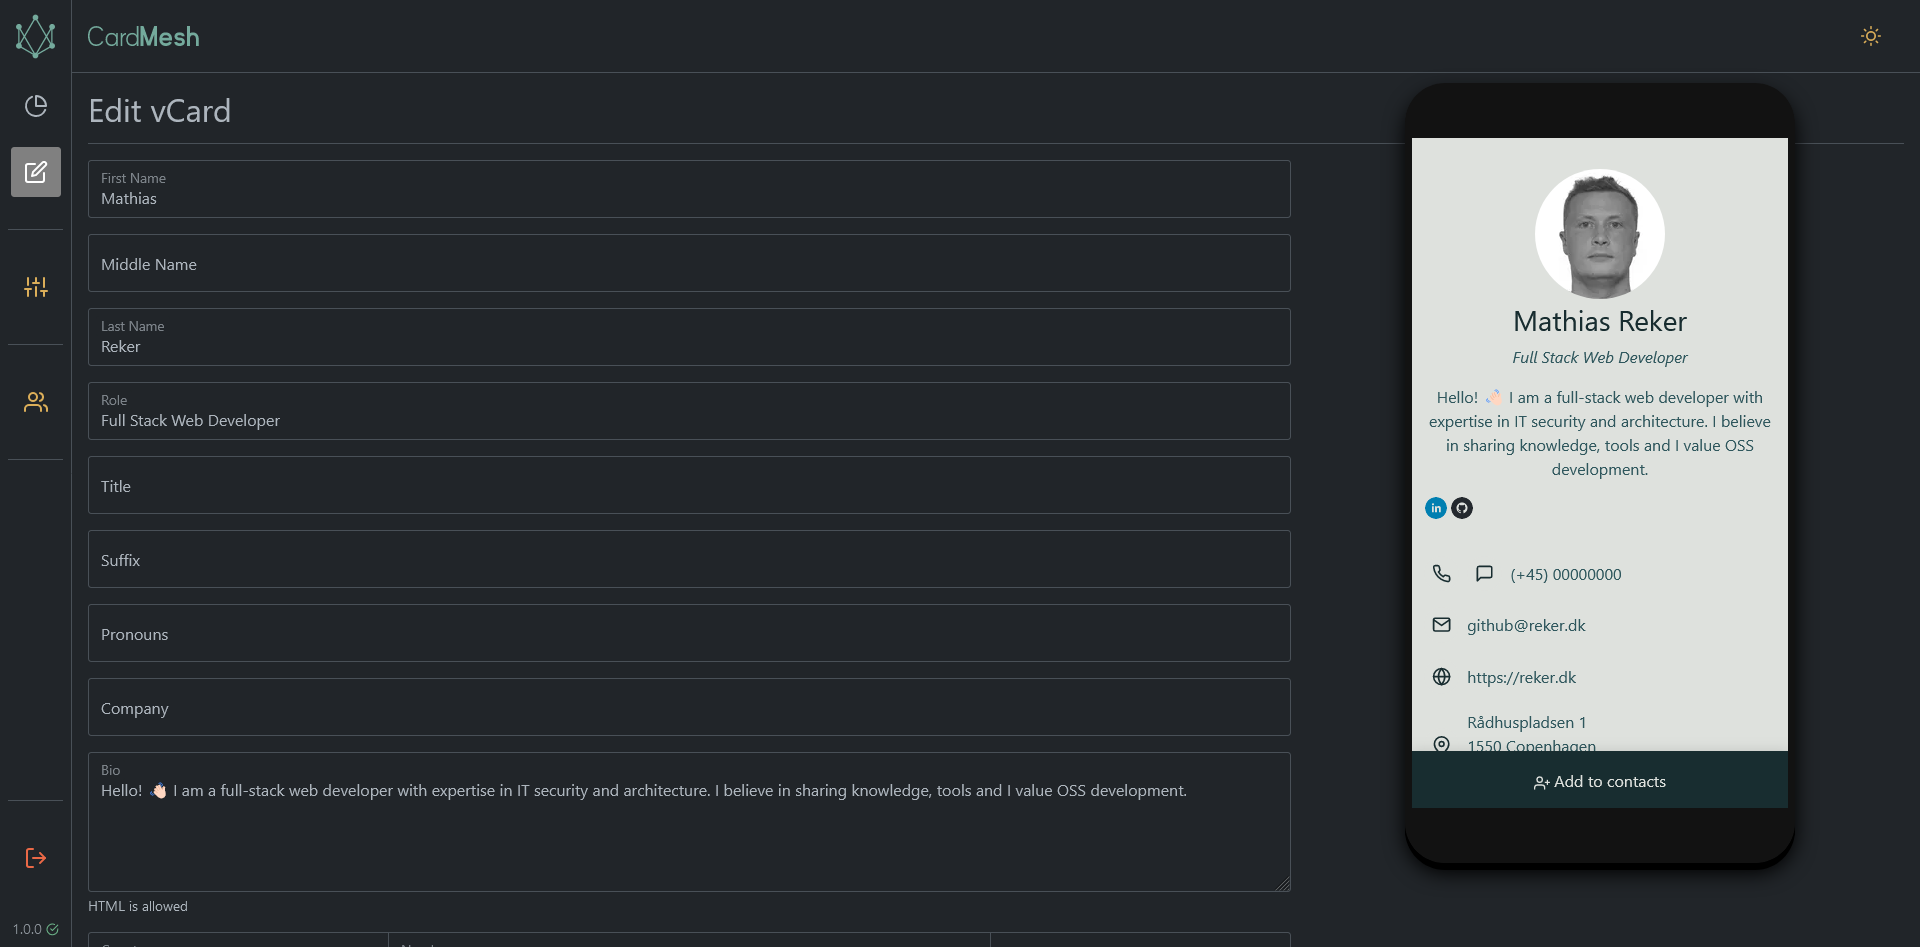 CardMesh
Edit vCard
First Name
Mathias
Middle Name
Last Name
Reker
Role
Full Stack Web Developer
Title
Suffix
Pronouns
Company
Bio
Hello! 👋🏻 I am a full-stack web developer with expertise in IT security and architecture. I believe in sharing knowledge, tools and I value OSS development.
HTML is allowed
1.0.0
Mathias Reker
Full Stack Web Developer
Hello! 👋🏻 I am a full-stack web developer with
expertise in IT security and architecture. I believe
in sharing knowledge, tools and I value OSS
development.
in
(+45) 00000000
github@reker.dk
https://reker.dk
Rådhuspladsen 1
1550 Copenhagen
Add to contacts